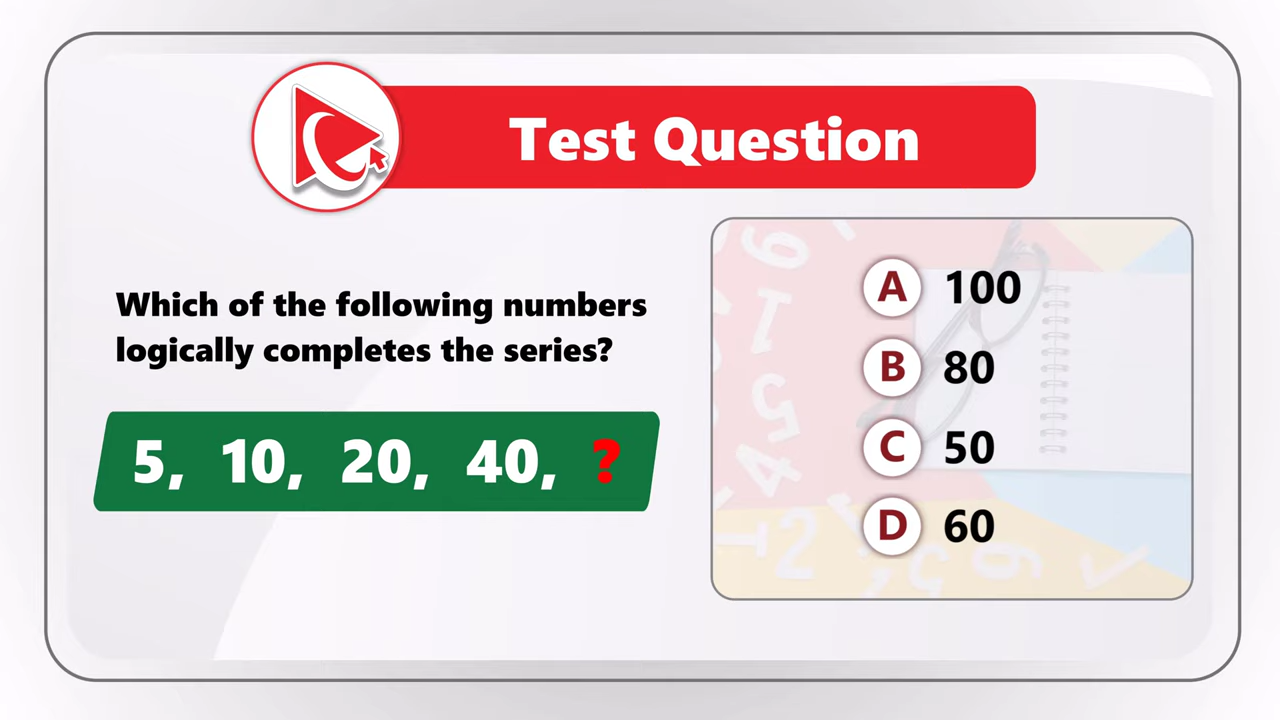 Test Question
Which of the following numbers
logically completes the series?
5, 10, 20, 40, ?
A 100
B 80
C 50
D 60